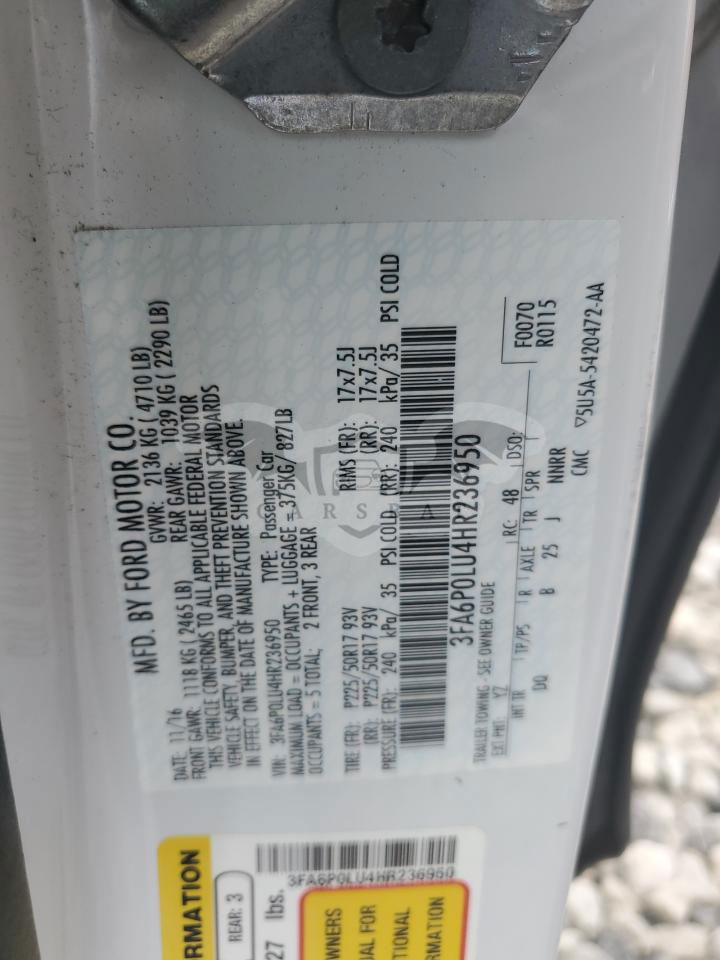 MFD. BY FORD MOTOR CO.
DATE: 11/16 GVWR: 2136 KG ( 4710 LB)
FRONT GAWR: 1118 KG ( 2465 LB) REAR GAWR: 1039 KG ( 2290 LB)
THIS VEHICLE CONFORMS TO ALL APPLICABLE FEDERAL MOTOR
VEHICLE SAFETY, BUMPER, AND THEFT PREVENTION STANDARDS
IN EFFECT ON THE DATE OF MANUFACTURE SHOWN ABOVE.
VIN: 3FA6P0LU4HR236950 TYPE: Passenger Car
MAXIMUM LOAD = OCCUPANTS + LUGGAGE = 375KG/ 827LB
OCCUPANTS = 5 TOTAL; 2 FRONT, 3 REAR
TIRE (FR): P225/50R17 93V RIMS (FR): 17x7.5J
(RR): P225/50R17 93V (RR): 17x7.5J
PRESSURE (FR): 240 kPa/ 35 PSI COLD (RR): 240 kPa/ 35 PSI COLD
3FA6P0LU4HR236950
TRAILER TOWING - SEE OWNER GUIDE
EXT PNT: YZ RC: 48 DSO: F0070
R0115
INT TR TP/PS R AXLE TR SPR
DQ B 25 J NNRR
CMC
▽5U5A-5420472-AA
3FA6P0LU4HR236950
RMATION
REAR: 3
27 lbs.
WNERS
AL FOR
TIONAL
RMATION